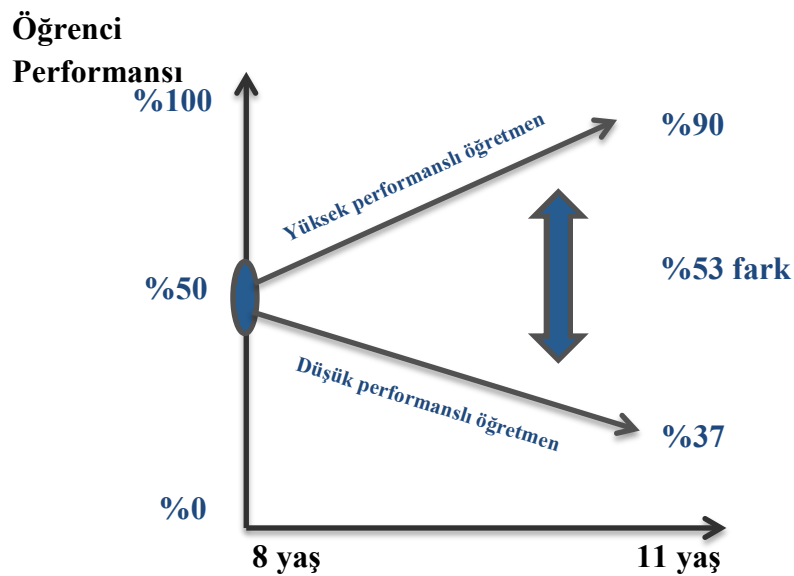 Öğrenci
Performansı
%100
%90
Yüksek performanslı öğretmen
%50
%53 fark
Düşük performanslı öğretmen
%37
%0
8 yaş
11 yaş